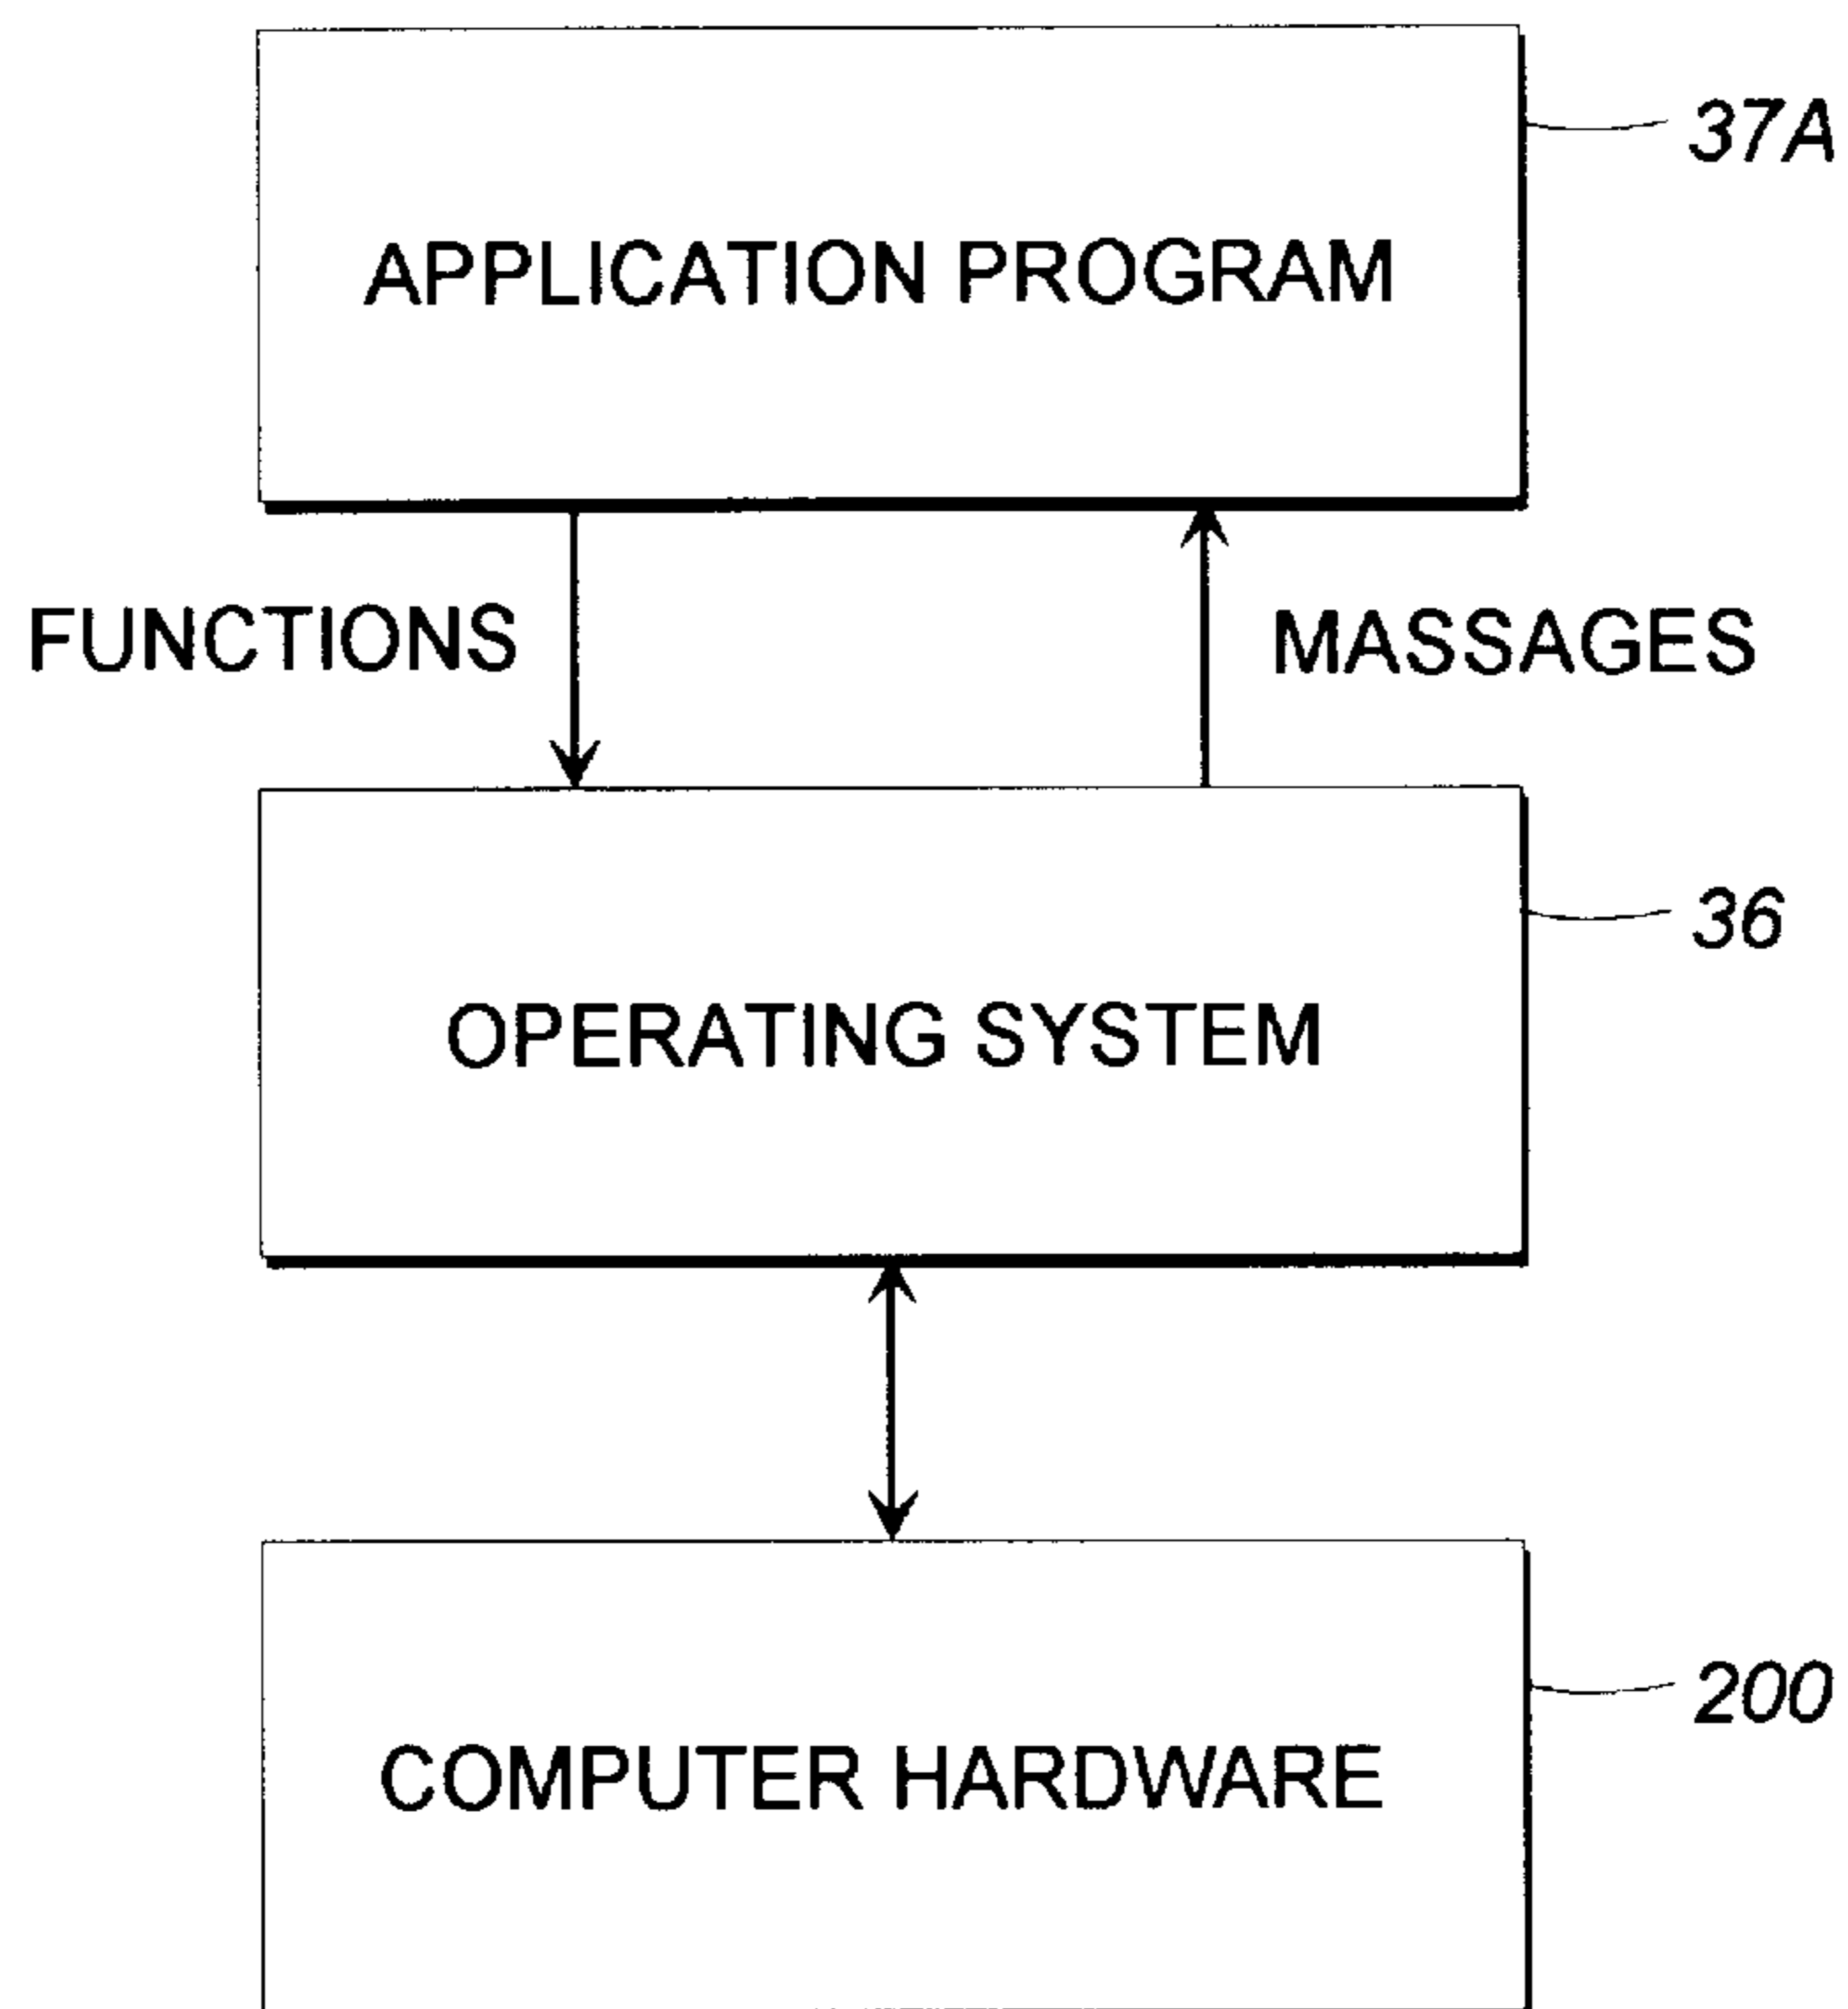 37A
APPLICATION PROGRAM
FUNCTIONS
MASSAGES
36
OPERATING SYSTEM
200
COMPUTER HARDWARE